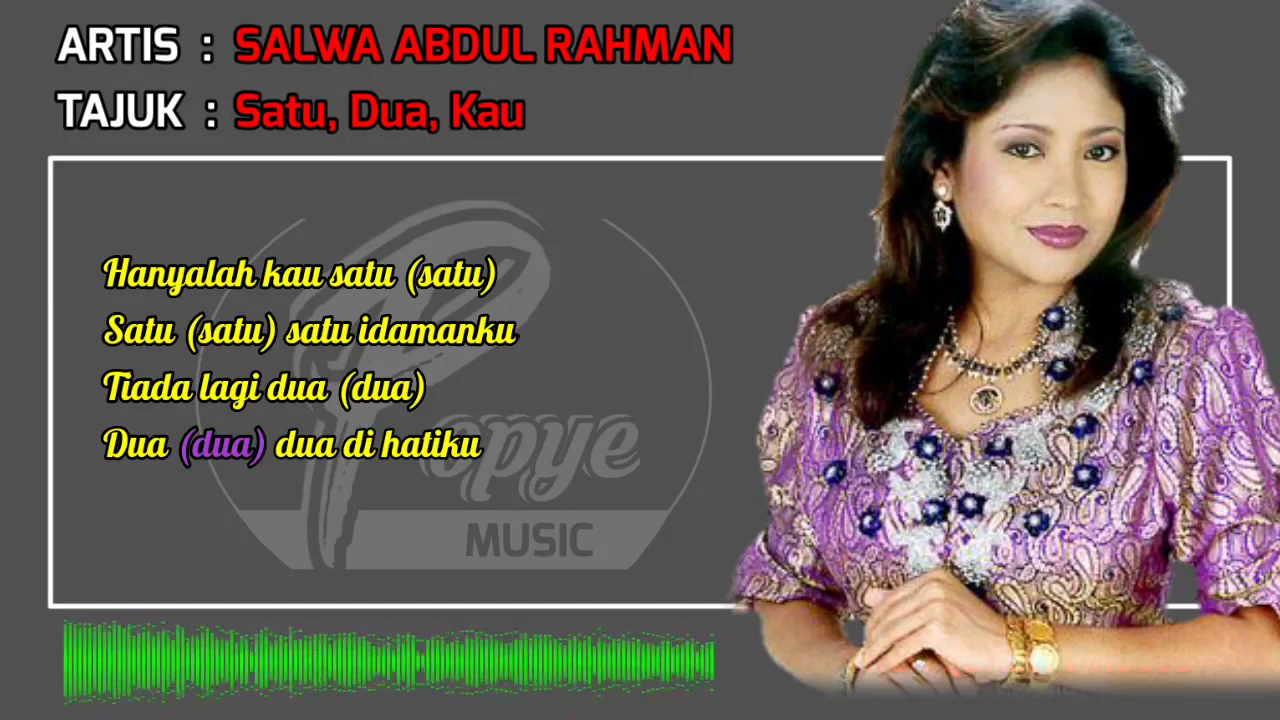 ARTIS : SALWA ABDUL RAHMAN
TAJUK : Satu, Dua, Kau
Hanyalah kau satu (satu)
Satu (satu) satu idamanku
Tiada lagi dua (dua)
Dua (dua) dua di hatiku
Popye
MUSIC